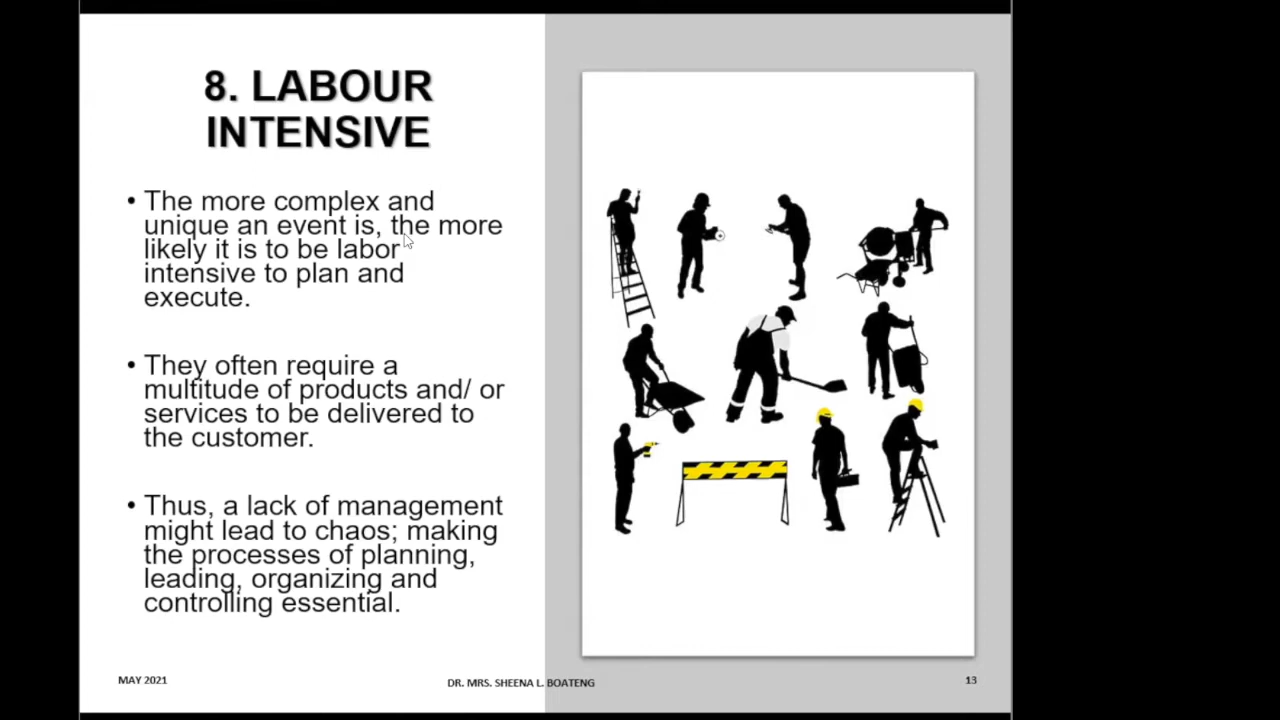 8. LABOUR
INTENSIVE
• The more complex and
unique an event is, the more
likely it is to be labor
intensive to plan and
execute.
• They often require a
multitude of products and/ or
services to be delivered to
the customer.
• Thus, a lack of management
might lead to chaos; making
the processes of planning,
leading, organizing and
controlling essential.
MAY 2021
DR. MRS. SHEENA L. BOATENG
13